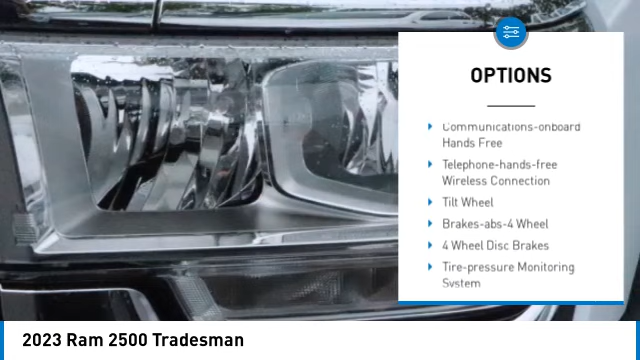 OPTIONS
Communications-onboard
Hands Free
Telephone-hands-free
Wireless Connection
Tilt Wheel
Brakes-abs-4 Wheel
4 Wheel Disc Brakes
Tire-pressure Monitoring
System
2023 Ram 2500 Tradesman